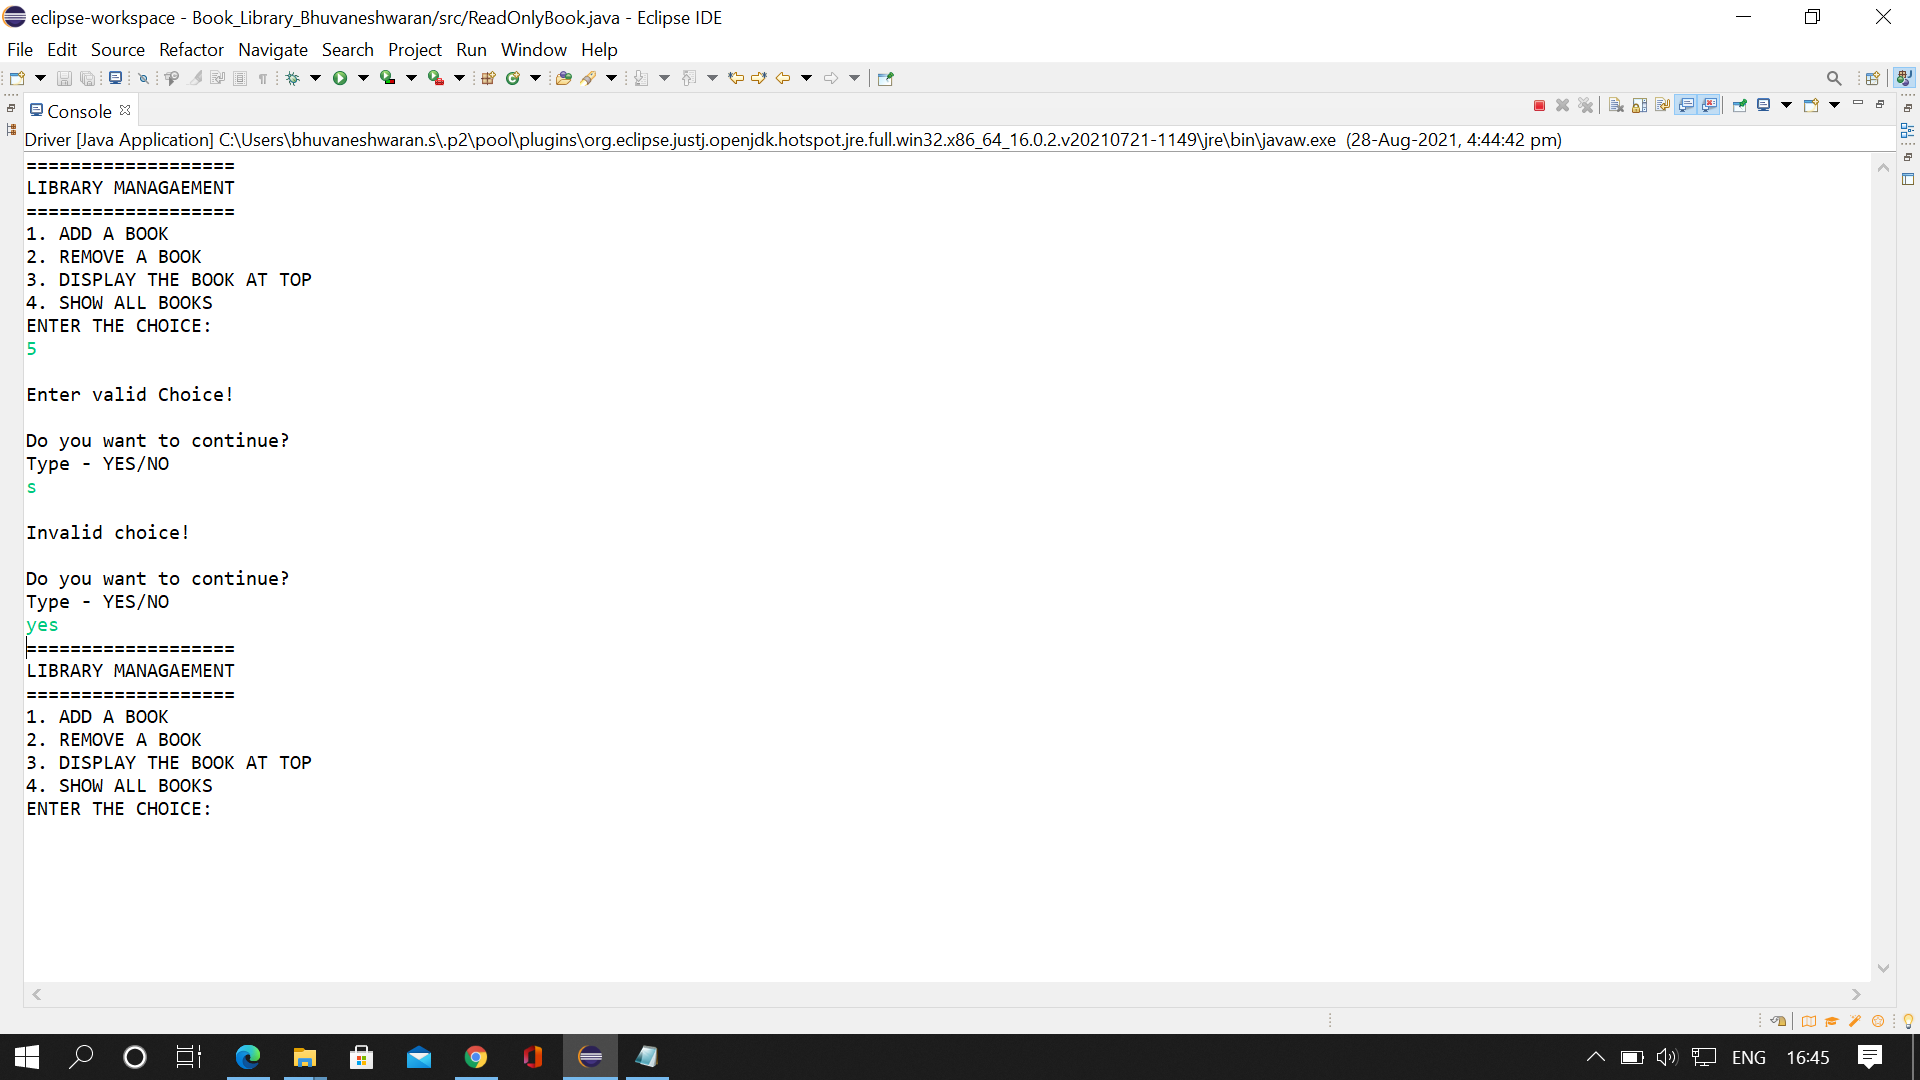 eclipse-workspace - Book_Library_Bhuvaneshwaran/src/ReadOnlyBook.java - Eclipse IDE
File Edit Source Refactor Navigate Search Project Run Window Help
Console
Driver [Java Application] C:\Users\bhuvaneshwaran.s\.p2\pool\plugins\org.eclipse.justj.openjdk.hotspot.jre.full.win32.x86_64_16.0.2.v20210721-1149\jre\bin\javaw.exe (28-Aug-2021, 4:44:42 pm)
===================
LIBRARY MANAGAEMENT
===================
1. ADD A BOOK
2. REMOVE A BOOK
3. DISPLAY THE BOOK AT TOP
4. SHOW ALL BOOKS
ENTER THE CHOICE:
5
Enter valid Choice!
Do you want to continue?
Type - YES/NO
s
Invalid choice!
Do you want to continue?
Type - YES/NO
yes
===================
LIBRARY MANAGAEMENT
===================
1. ADD A BOOK
2. REMOVE A BOOK
3. DISPLAY THE BOOK AT TOP
4. SHOW ALL BOOKS
ENTER THE CHOICE:
ENG 16:45